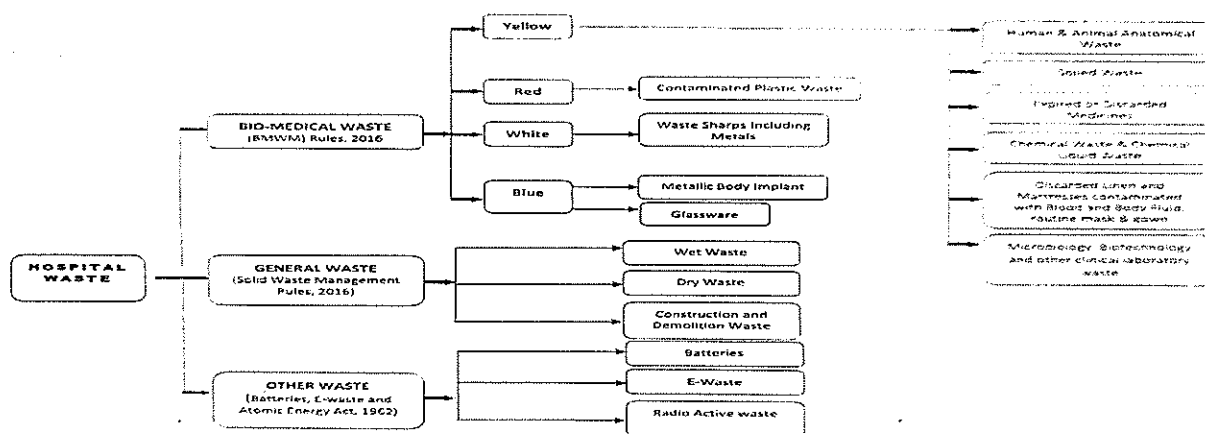 HOSPITAL
WASTE
BIO-MEDICAL WASTE
(BMWM) Rules, 2016
Yellow
Human & Animal Anatomical
Waste
Soiled Waste
Expired or Discarded
Medicines
Chemical Waste & Chemical
Liquid Waste
Discarded Linen and
Mattresses contaminated
with Blood and Body Fluid,
routine mask & gown
Microbiology, Biotechnology
and other clinical laboratory
waste
Red
Contaminated Plastic Waste
White
Waste Sharps Including
Metals
Blue
Metallic Body Implant
Glassware
GENERAL WASTE
(Solid Waste Management
Rules, 2016)
Wet Waste
Dry Waste
Construction and
Demolition Waste
OTHER WASTE
(Batteries, E-waste and
Atomic Energy Act, 1962)
Batteries
E-Waste
Radio Active waste